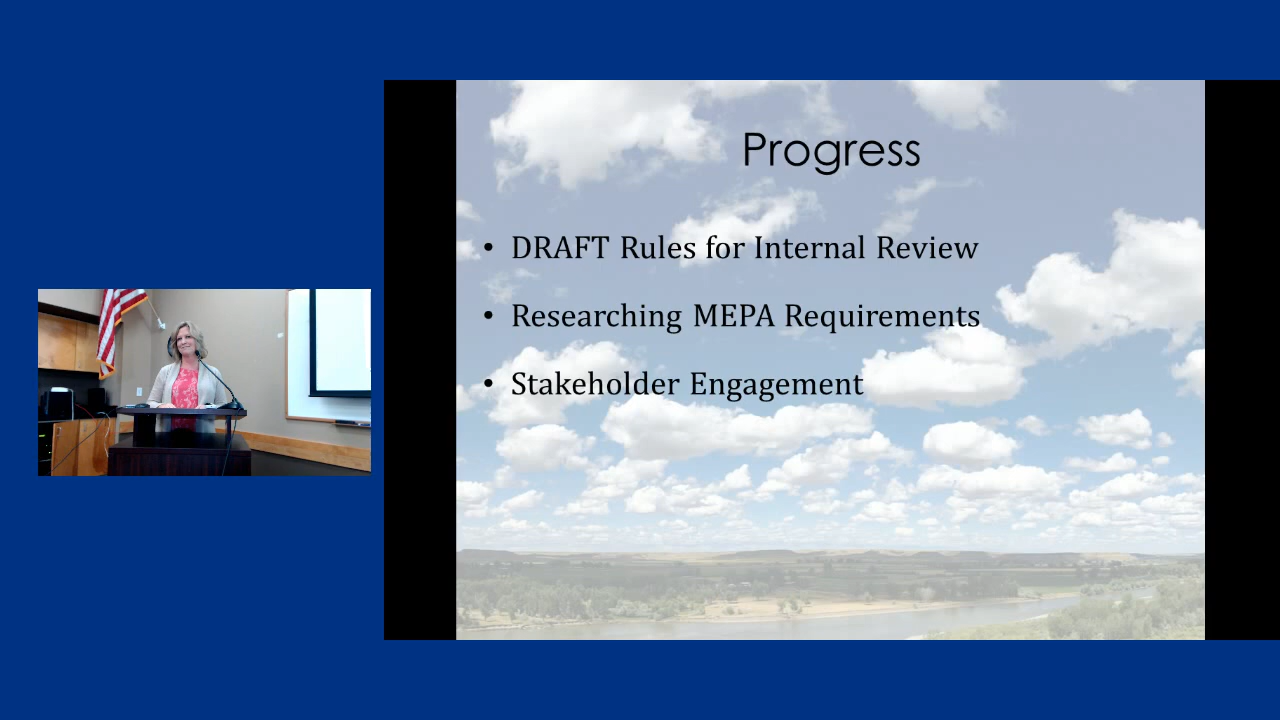 Progress
• DRAFT Rules for Internal Review
• Researching MEPA Requirements
• Stakeholder Engagement